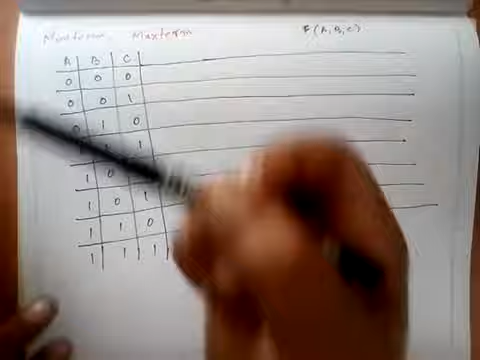 Minterm Maxterm F(A,B,C)
A B C
0 0 0
0 0 1
0 1 0
1
1 0
1 0 1
1 1 0
1 1 1